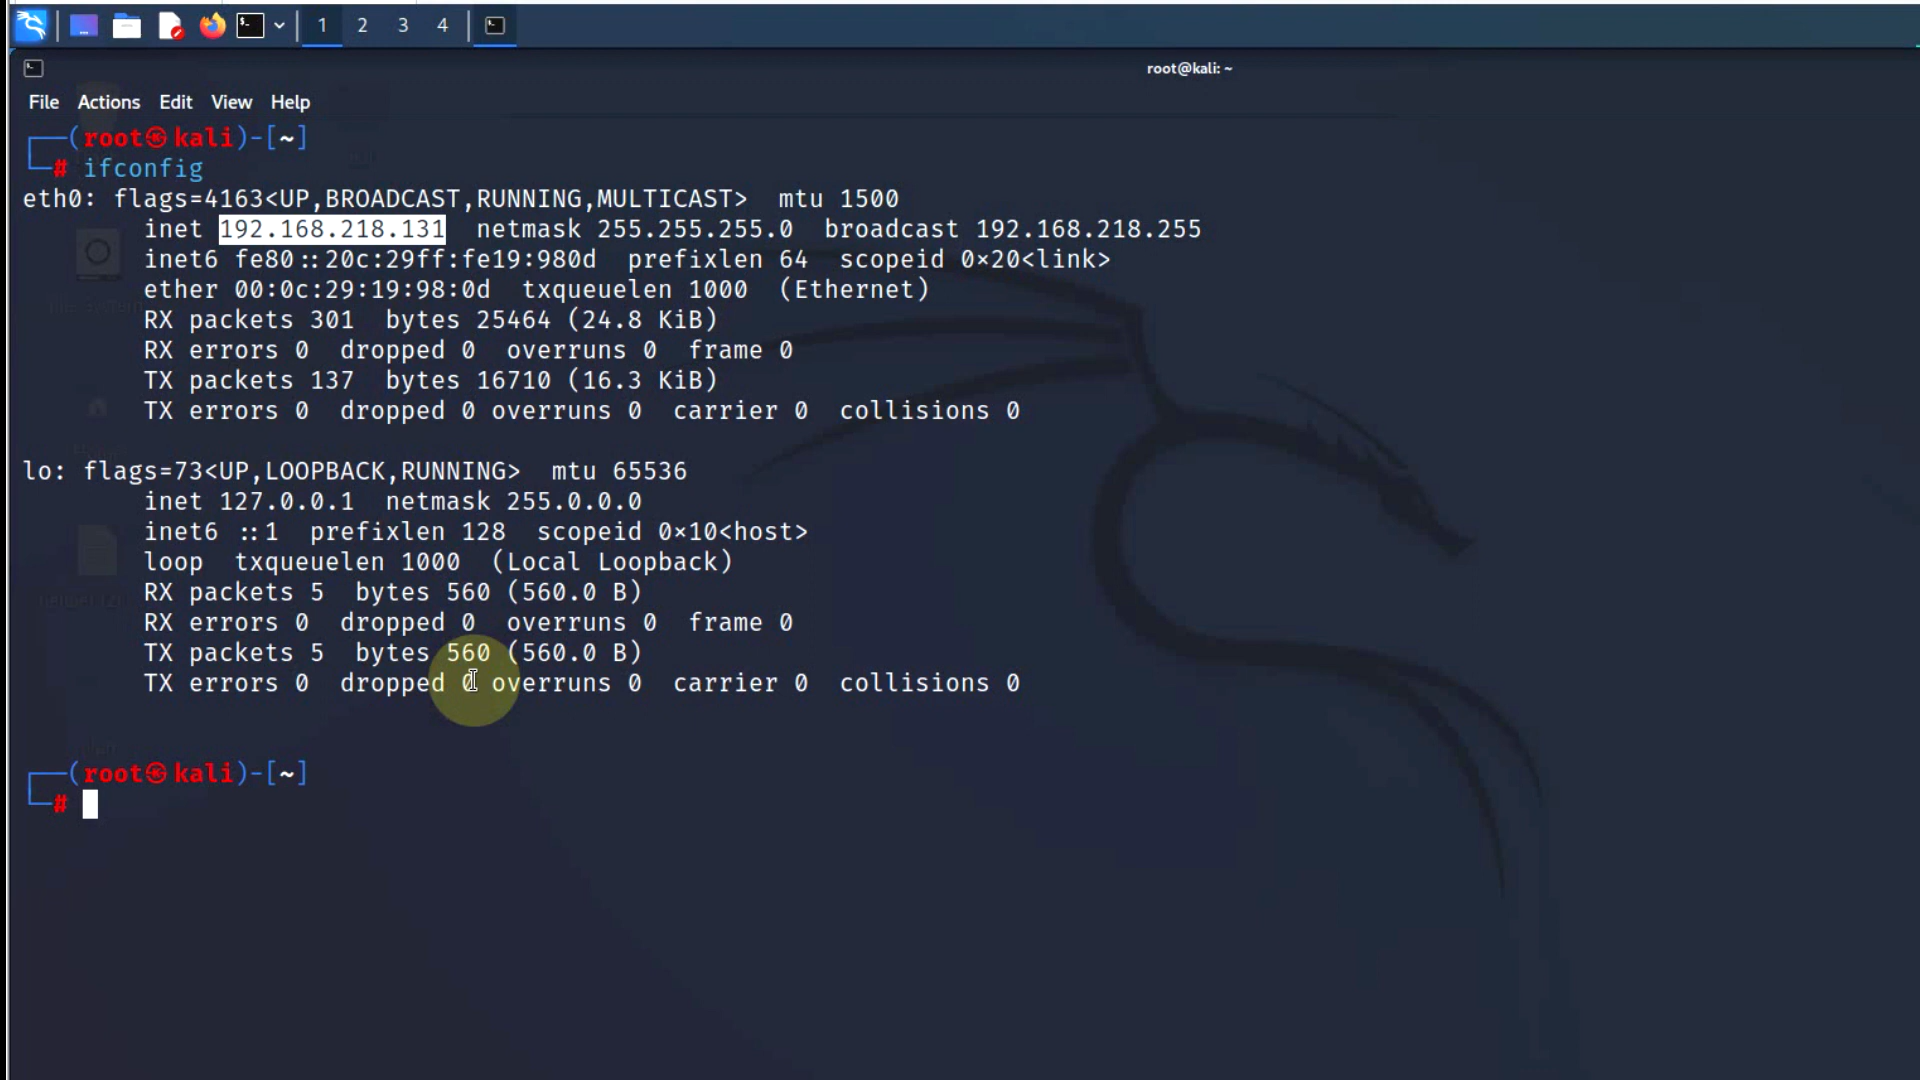 1 2 3 4
root@kali: ~
File Actions Edit View Help
┌──(root㉿kali)-[~]
└─# ifconfig
eth0: flags=4163<UP,BROADCAST,RUNNING,MULTICAST>  mtu 1500
        inet 192.168.218.131  netmask 255.255.255.0  broadcast 192.168.218.255
        inet6 fe80::20c:29ff:fe19:980d  prefixlen 64  scopeid 0×20<link>
        ether 00:0c:29:19:98:0d  txqueuelen 1000  (Ethernet)
        RX packets 301  bytes 25464 (24.8 KiB)
        RX errors 0  dropped 0  overruns 0  frame 0
        TX packets 137  bytes 16710 (16.3 KiB)
        TX errors 0  dropped 0 overruns 0  carrier 0  collisions 0
lo: flags=73<UP,LOOPBACK,RUNNING>  mtu 65536
        inet 127.0.0.1  netmask 255.0.0.0
        inet6 ::1  prefixlen 128  scopeid 0×10<host>
        loop  txqueuelen 1000  (Local Loopback)
        RX packets 5  bytes 560 (560.0 B)
        RX errors 0  dropped 0  overruns 0  frame 0
        TX packets 5  bytes 560 (560.0 B)
        TX errors 0  dropped 0 overruns 0  carrier 0  collisions 0
┌──(root㉿kali)-[~]
└─#